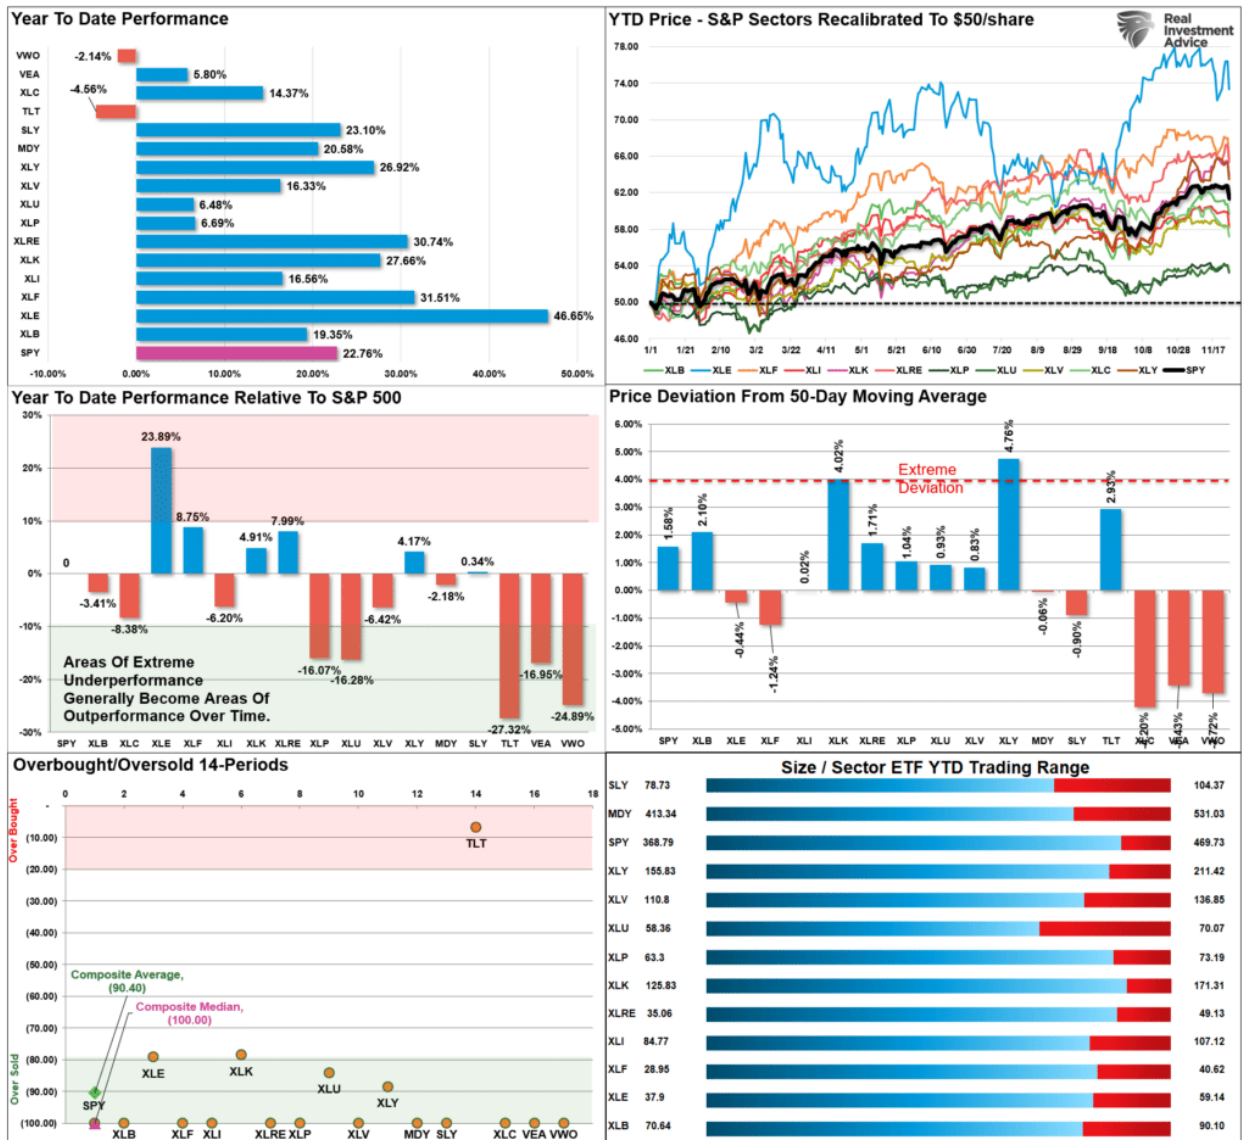 Year To Date Performance
VWO
-2.14%
VEA
5.80%
XLC
14.37%
-4.56%
TLT
SLY
23.10%
MDY
20.58%
XLY
26.92%
XLV
16.33%
XLU
6.48%
XLP
6.69%
XLRE
30.74%
XLK
27.66%
XLI
16.56%
XLF
31.51%
XLE
46.65%
XLB
19.35%
SPY
22.76%
-10.00% 0.00% 10.00% 20.00% 30.00% 40.00% 50.00%
YTD Price - S&P Sectors Recalibrated To $50/share
Real
Investment
Advice
78.00
74.00
70.00
66.00
62.00
58.00
54.00
50.00
46.00
1/1 1/21 2/10 3/2 3/22 4/11 5/1 5/21 6/10 6/30 7/20 8/9 8/29 9/18 10/8 10/28 11/17
XLB XLE XLF XLI XLK XLRE XLP XLU XLV XLC XLY SPY
Year To Date Performance Relative To S&P 500
30%
20%
10%
0%
-10%
-20%
-30%
0
-3.41%
-8.38%
23.89%
8.75%
-6.20%
4.91%
7.99%
-16.07%
-16.28%
-6.42%
4.17%
-2.18%
0.34%
-27.32%
-16.95%
-24.89%
Areas Of Extreme
Underperformance
Generally Become Areas Of
Outperformance Over Time.
SPY XLB XLC XLE XLF XLI XLK XLRE XLP XLU XLV XLY MDY SLY TLT VEA VWO
Price Deviation From 50-Day Moving Average
6.00%
5.00%
4.00%
3.00%
2.00%
1.00%
0.00%
-1.00%
-2.00%
-3.00%
-4.00%
-5.00%
Extreme
Deviation
1.58%
2.10%
-0.44%
-1.24%
0.02%
4.02%
1.71%
1.04%
0.93%
0.83%
4.76%
-0.06%
-0.90%
2.93%
-4.20%
-3.43%
-3.72%
SPY XLB XLE XLF XLI XLK XLRE XLP XLU XLV XLY MDY SLY TLT XLC VEA VWO
Overbought/Oversold 14-Periods
0 2 4 6 8 10 12 14 16 18
-
(10.00)
(20.00)
(30.00)
(40.00)
(50.00)
(60.00)
(70.00)
(80.00)
(90.00)
(100.00)
Over Bought
Over Sold
TLT
Composite Average,
(90.40)
Composite Median,
(100.00)
XLE
XLK
XLU
XLY
SPY
XLB XLF XLI XLRE XLP XLV MDY SLY XLC VEA VWO
Size / Sector ETF YTD Trading Range
SLY 78.73 104.37
MDY 413.34 531.03
SPY 368.79 469.73
XLY 155.83 211.42
XLV 110.8 136.85
XLU 58.36 70.07
XLP 63.3 73.19
XLK 125.83 171.31
XLRE 35.06 49.13
XLI 84.77 107.12
XLF 28.95 40.62
XLE 37.9 59.14
XLB 70.64 90.10